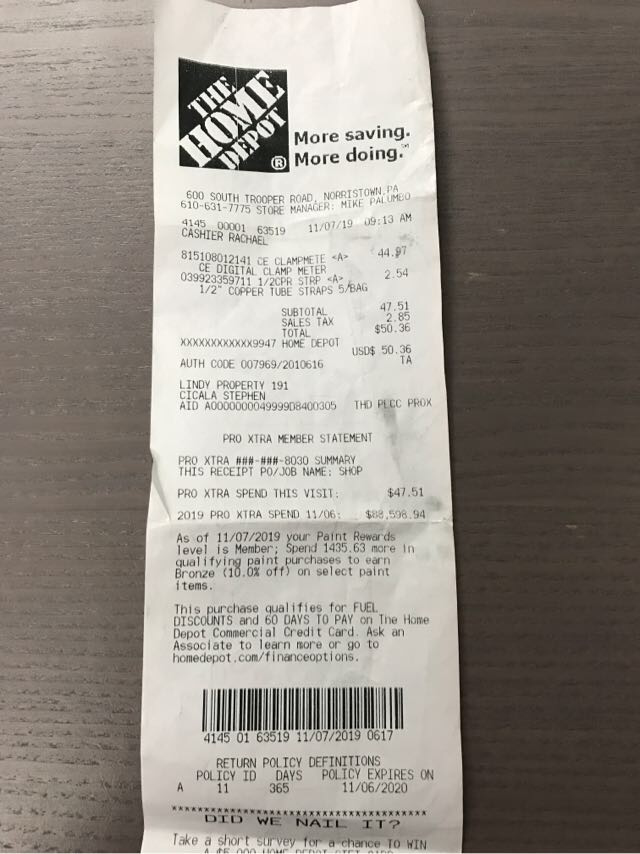 THE
HOME
DEPOT
®
More saving.
More doing.™
600 SOUTH TROOPER ROAD, NORRISTOWN,PA
610-631-7775 STORE MANAGER: MIKE PALUMBO
4145 00001 63519 11/07/19 09:13 AM
CASHIER RACHAEL
815108012141 CE CLAMPMETE <A> 44.97
CE DIGITAL CLAMP METER
039923359711 1/2CPR STRP <A> 2.54
1/2" COPPER TUBE STRAPS 5/BAG
SUBTOTAL 47.51
SALES TAX 2.85
TOTAL $50.36
XXXXXXXXXXXX9947 HOME DEPOT
USD$ 50.36
AUTH CODE 007969/2010616 TA
LINDY PROPERTY 191
CICALA STEPHEN
AID A0000000049999D8400305 THD PLCC PROX
PRO XTRA MEMBER STATEMENT
PRO XTRA ###-###-8030 SUMMARY
THIS RECEIPT PO/JOB NAME: SHOP
PRO XTRA SPEND THIS VISIT: $47.51
2019 PRO XTRA SPEND 11/06: $88,598.94
As of 11/07/2019 your Paint Rewards
level is Member; Spend 1435.63 more in
qualifying paint purchases to earn
Bronze (10.0% off) on select paint
items.
This purchase qualifies for FUEL
DISCOUNTS and 60 DAYS TO PAY on The Home
Depot Commercial Credit Card. Ask an
Associate to learn more or go to
homedepot.com/financeoptions.
4145 01 63519 11/07/2019 0617
RETURN POLICY DEFINITIONS
POLICY ID DAYS POLICY EXPIRES ON
A 11 365 11/06/2020
DID WE NAIL IT?
Take a short survey for a chance TO WIN